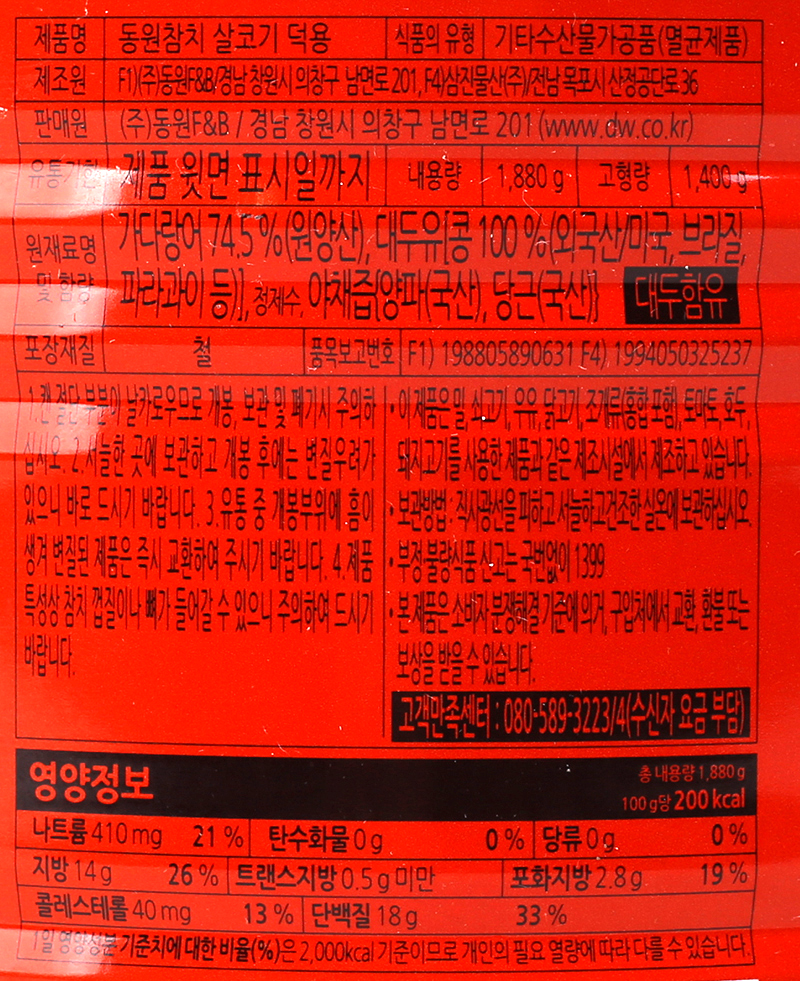 제품명 동원참치 살코기 덕용 식품의 유형 기타수산물가공품(멸균제품)
제조원 F1)(주)동원F&B/경남 창원시 의창구 남면로 201, F4)삼진물산(주)/전남 목포시 산정공단로 36
판매원 (주)동원F&B / 경남 창원시 의창구 남면로 201 (www.dw.co.kr)
유통기한 제품 윗면 표시일까지 내용량 1,880 g 고형량 1,400 g
원재료명 및 함량 가다랑어 74.5 %(원양산), 대두유[콩 100 %(외국산/미국, 브라질,
파라과이 등)], 정제수, 야채즙{양파(국산), 당근(국산)} 대두함유
포장재질 철 품목보고번호 F1) 198805890631 F4) 1994050325237
1.캔 절단 부분이 날카로우므로 개봉, 보관 및 폐기시 주의하
십시오. 2.서늘한 곳에 보관하고 개봉 후에는 변질우려가
있으니 바로 드시기 바랍니다. 3.유통 중 개봉부위에 흠이
생겨 변질된 제품은 즉시 교환하여 주시기 바랍니다. 4.제품
특성상 참치 껍질이나 뼈가 들어갈 수 있으니 주의하여 드시기
바랍니다.
• 이 제품은 밀, 쇠고기, 우유, 닭고기, 조개류(홍합 포함), 토마토, 호두,
돼지고기를 사용한 제품과 같은 제조시설에서 제조하고 있습니다.
• 보관방법 : 직사광선을 피하고 서늘하고 건조한 실온에 보관하십시오.
• 부정·불량식품 신고는 국번없이 1399
• 본 제품은 소비자 분쟁해결 기준에 의거, 구입처에서 교환, 환불 또는
보상을 받을 수 있습니다.
고객만족센터 : 080-589-3223/4(수신자 요금 부담)
영양정보 총 내용량 1,880 g
100 g당 200 kcal
나트륨 410 mg 21 % 탄수화물 0 g 0 % 당류 0 g 0 %
지방 14 g 26 % 트랜스지방 0.5 g 미만 포화지방 2.8 g 19 %
콜레스테롤 40 mg 13 % 단백질 18 g 33 %
1일 영양성분 기준치에 대한 비율(%)은 2,000kcal 기준이므로 개인의 필요 열량에 따라 다를 수 있습니다.